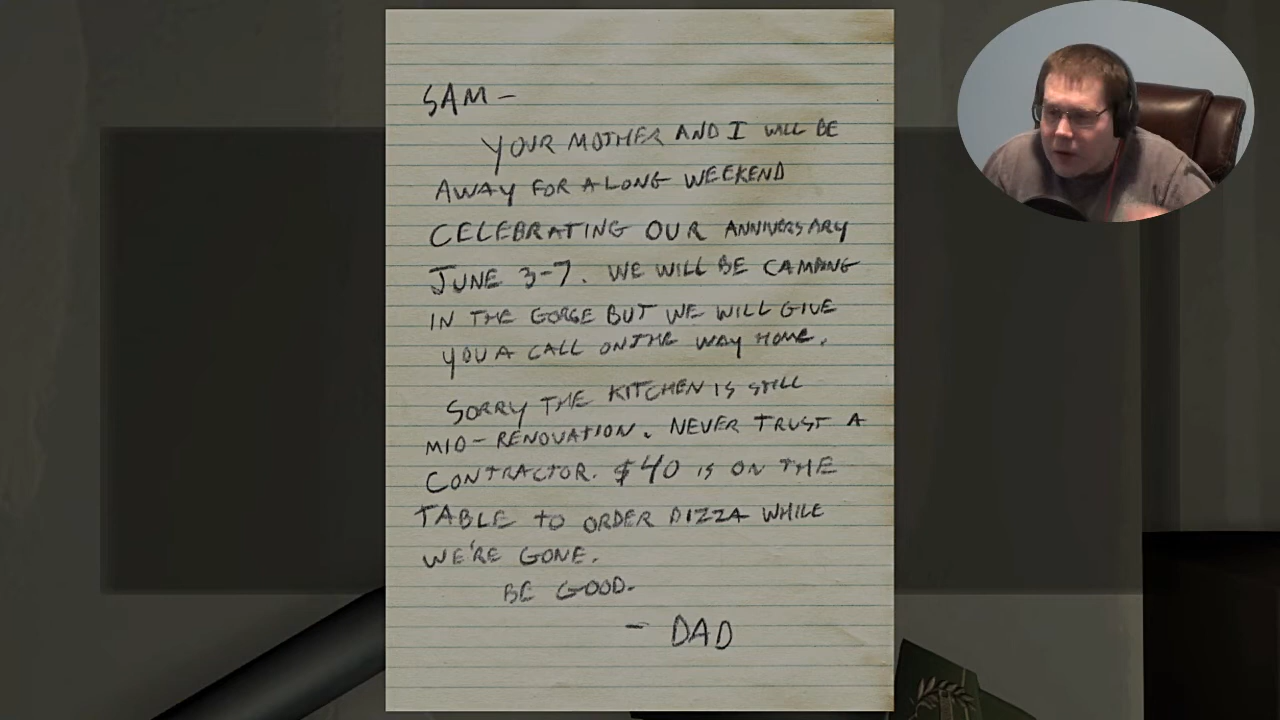 SAM -
YOUR MOTHER AND I WILL BE
AWAY FOR A LONG WEEKEND
CELEBRATING OUR ANNIVERSARY
JUNE 3-7. WE WILL BE CAMPING
IN THE GORGE BUT WE WILL GIVE
YOU A CALL ON THE WAY HOME.
SORRY THE KITCHEN IS STILL
MID-RENOVATION. NEVER TRUST A
CONTRACTOR. $40 IS ON THE
TABLE TO ORDER PIZZA WHILE
WE'RE GONE.
BE GOOD.
- DAD